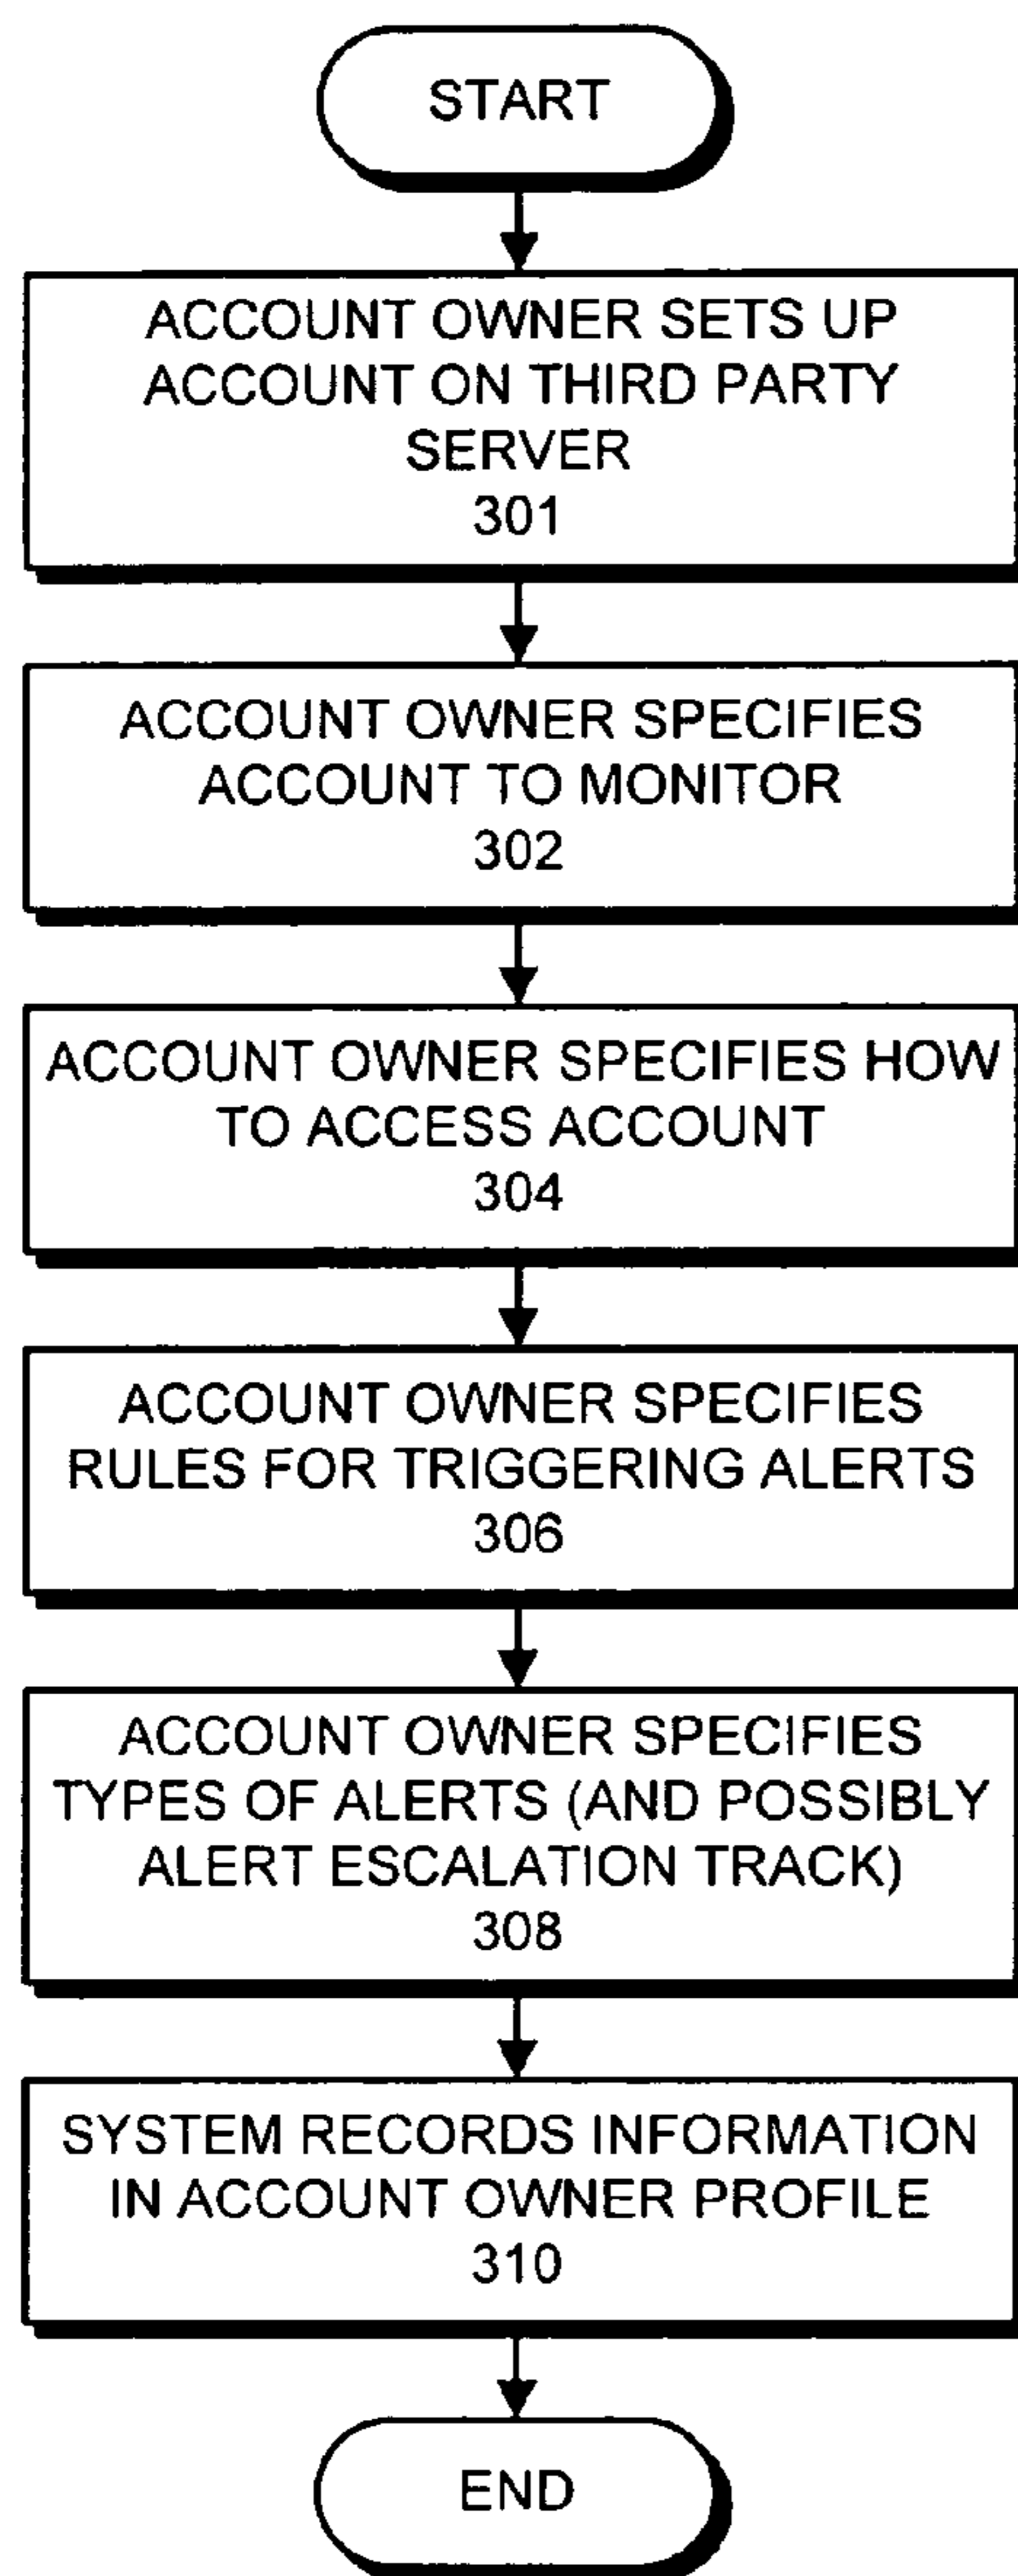 START
ACCOUNT OWNER SETS UP
ACCOUNT ON THIRD PARTY
SERVER
301
ACCOUNT OWNER SPECIFIES
ACCOUNT TO MONITOR
302
ACCOUNT OWNER SPECIFIES HOW
TO ACCESS ACCOUNT
304
ACCOUNT OWNER SPECIFIES
RULES FOR TRIGGERING ALERTS
306
ACCOUNT OWNER SPECIFIES
TYPES OF ALERTS (AND POSSIBLY
ALERT ESCALATION TRACK)
308
SYSTEM RECORDS INFORMATION
IN ACCOUNT OWNER PROFILE
310
END